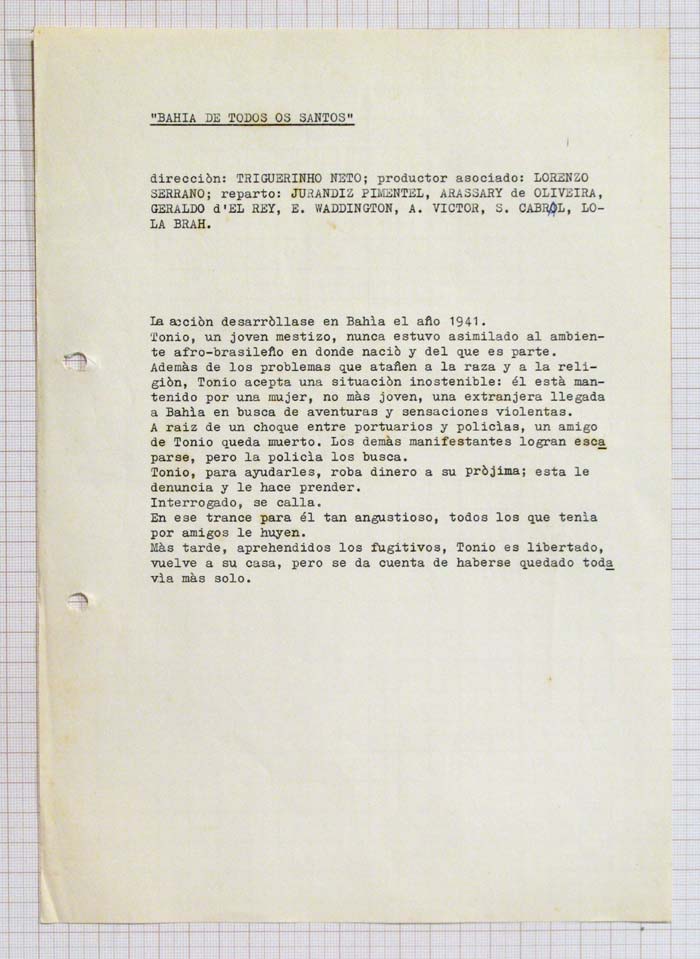 "BAHIA DE TODOS OS SANTOS"
direcciòn: TRIGUERINHO NETO; productor asociado: LORENZO
SERRANO; reparto: JURANDIZ PIMENTEL, ARASSARY de OLIVEIRA,
GERALDO d'EL REY, E. WADDINGTON, A. VICTOR, S. CABRAL, LO-
LA BRAH.
La acciòn desarròllase en Bahìa el año 1941.
Tonio, un joven mestizo, nunca estuvo asimilado al ambien-
te afro-brasileño en donde naciò y del que es parte.
Ademàs de los problemas que atañen a la raza y a la reli-
giòn, Tonio acepta una situaciòn inostenible: él està man-
tenido por una mujer, no màs joven, una extranjera llegada
a Bahìa en busca de aventuras y sensaciones violentas.
A raiz de un choque entre portuarios y policìas, un amigo
de Tonio queda muerto. Los demàs manifestantes logran esca
parse, pero la policìa los busca.
Tonio, para ayudarles, roba dinero a su pròjima; esta le
denuncia y le hace prender.
Interrogado, se calla.
En ese trance para él tan angustioso, todos los que tenìa
por amigos le huyen.
Màs tarde, aprehendidos los fugitivos, Tonio es libertado,
vuelve a su casa, pero se da cuenta de haberse quedado toda
vìa màs solo.